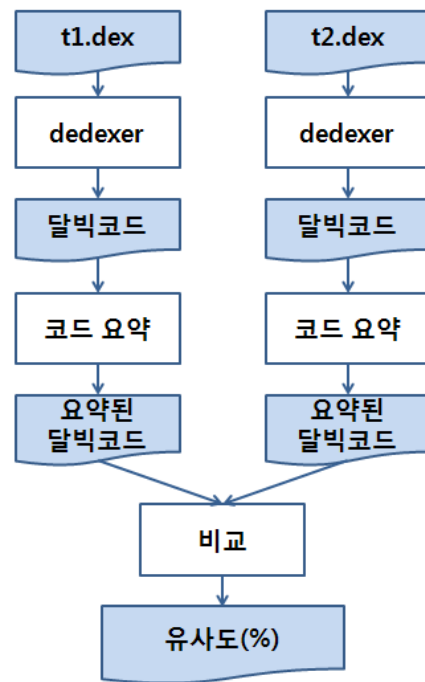 t1.dex
t2.dex
dedexer
dedexer
달빅코드
달빅코드
코드 요약
코드 요약
요약된
달빅코드
요약된
달빅코드
비교
유사도(%)